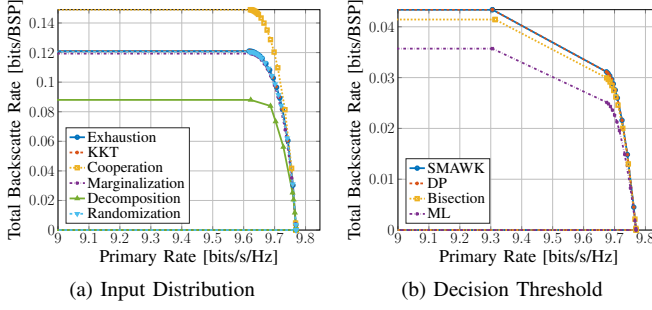 Total Backscatte Rate [bits/BSP]
0.14
0.12
0.1
0.08
0.06
0.04
0.02
0
Exhaustion
KKT
Cooperation
Marginalization
Decomposition
Randomization
9 9.1 9.2 9.3 9.4 9.5 9.6 9.7 9.8
Primary Rate [bits/s/Hz]
(a) Input Distribution
Total Backscatte Rate [bits/BSP]
0.04
0.03
0.02
0.01
0
SMAWK
DP
Bisection
ML
9 9.1 9.2 9.3 9.4 9.5 9.6 9.7 9.8
Primary Rate [bits/s/Hz]
(b) Decision Threshold